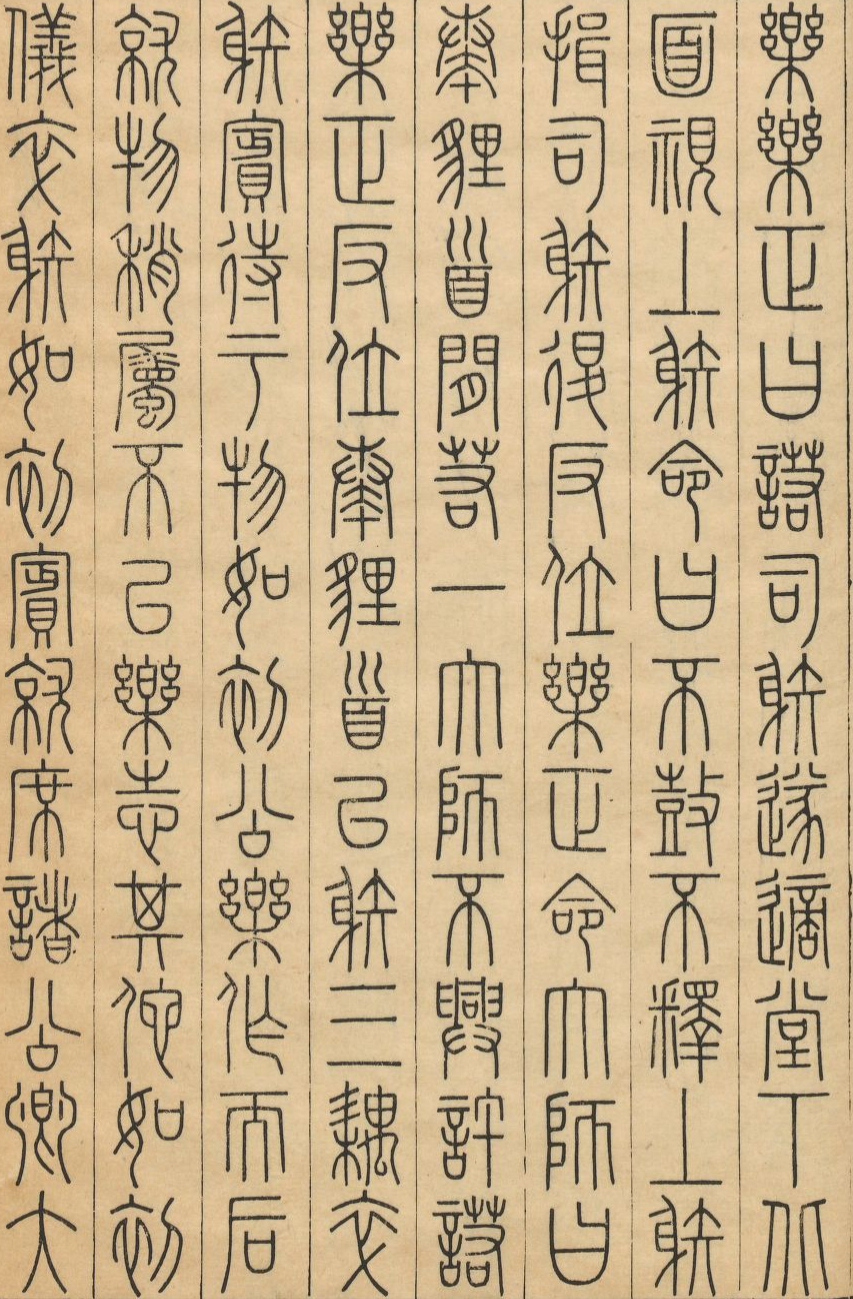 樂樂正曰諾司射遂適堂下北
面視上射命曰不鼓不釋上射
揖司射退反位樂正命大師曰
奏貍首間若一大師不興許諾
樂正反位奏貍首以射三耦卒
射賓待于物如初公樂作而后
就物稍屬不以樂志其他如初
儀卒射如初賓就席諸公卿大